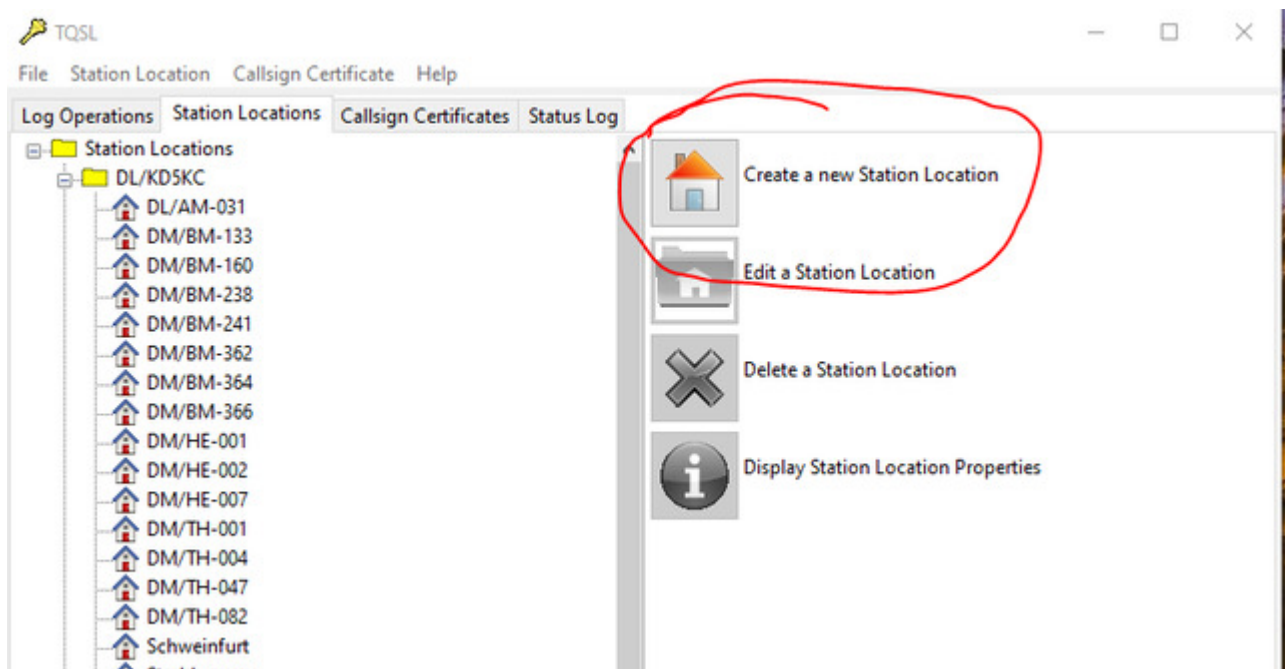 TQSL
File Station Location Callsign Certificate Help
Log Operations Station Locations Callsign Certificates Status Log
Station Locations
DL/KD5KC
DL/AM-031
DM/BM-133
DM/BM-160
DM/BM-238
DM/BM-241
DM/BM-362
DM/BM-364
DM/BM-366
DM/HE-001
DM/HE-002
DM/HE-007
DM/TH-001
DM/TH-004
DM/TH-047
DM/TH-082
Schweinfurt
Create a new Station Location
Edit a Station Location
Delete a Station Location
Display Station Location Properties